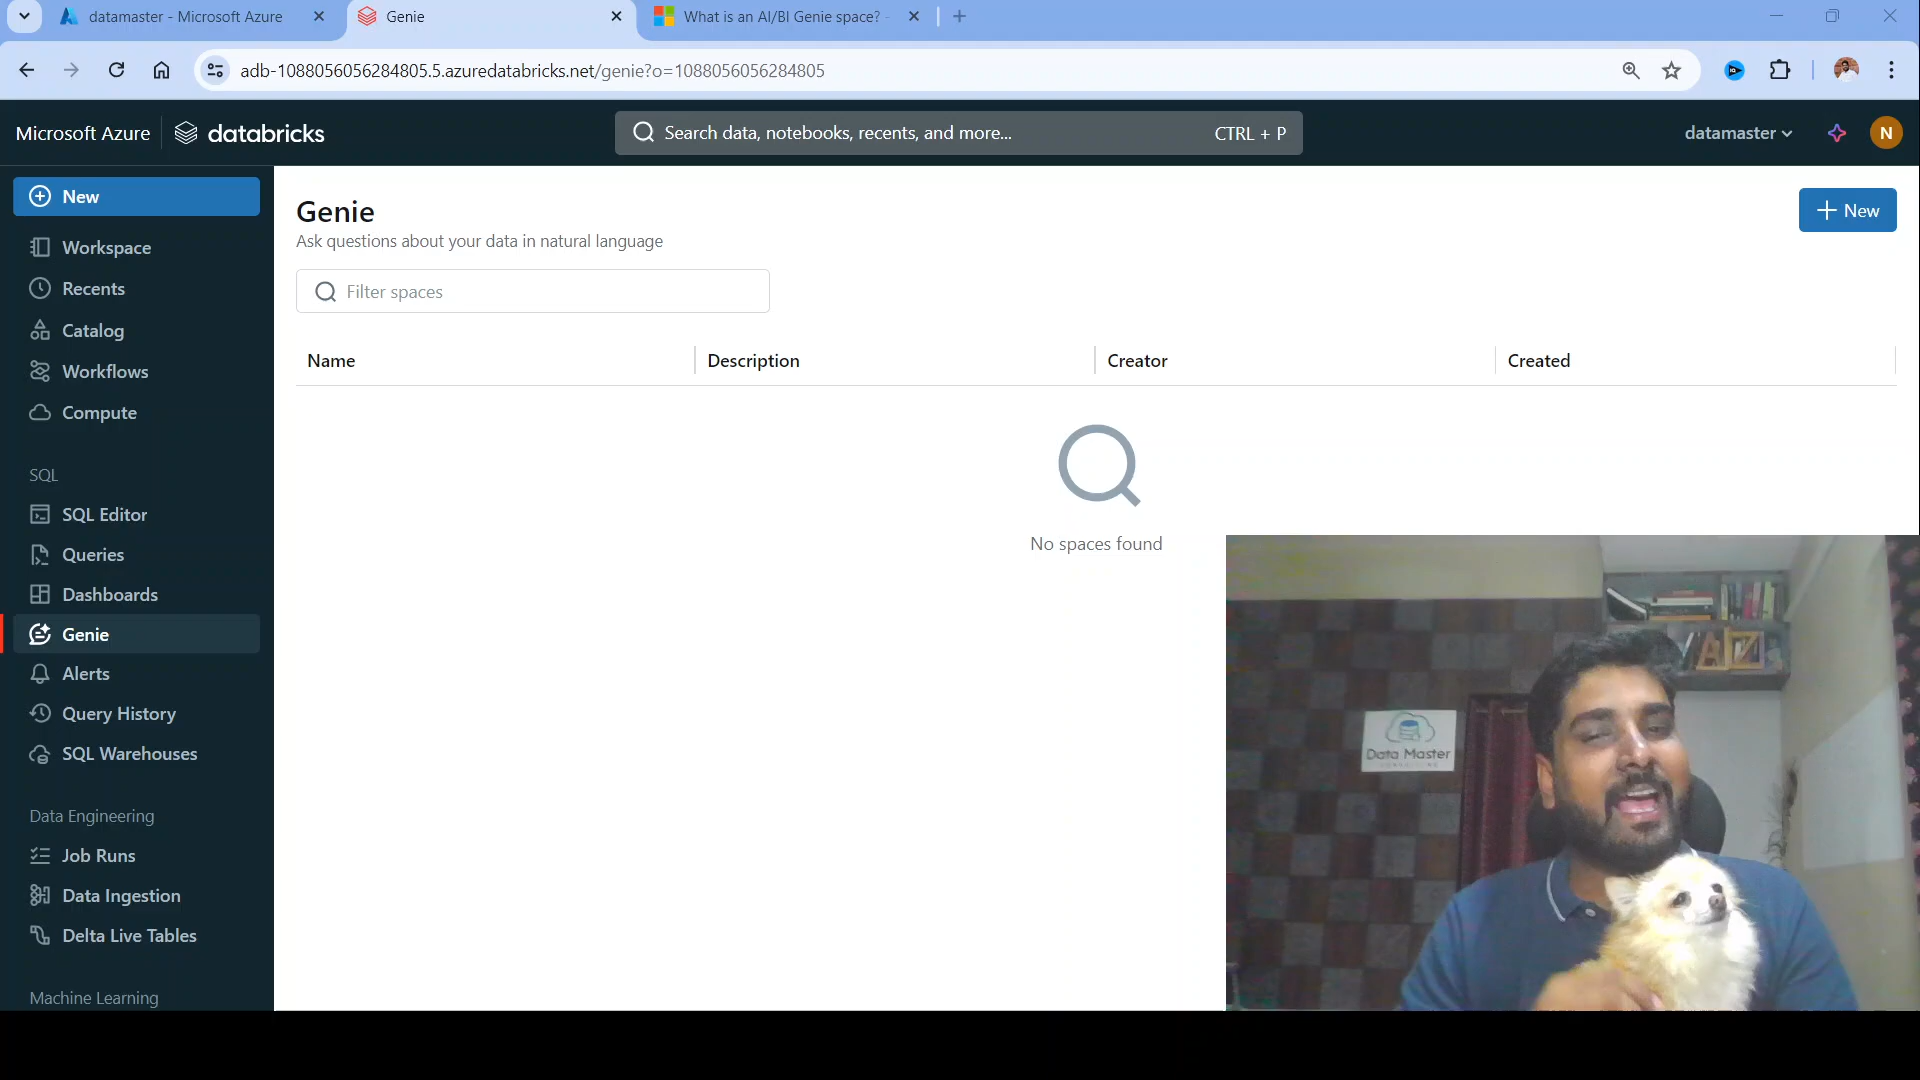 datamaster - Microsoft Azure
Genie
What is an AI/BI Genie space? -
adb-1088056056284805.5.azuredatabricks.net/genie?o=1088056056284805
Microsoft Azure
databricks
Search data, notebooks, recents, and more...
CTRL + P
datamaster
N
New
Workspace
Recents
Catalog
Workflows
Compute
SQL
SQL Editor
Queries
Dashboards
Genie
Alerts
Query History
SQL Warehouses
Data Engineering
Job Runs
Data Ingestion
Delta Live Tables
Machine Learning
Genie
Ask questions about your data in natural language
New
Filter spaces
Name
Description
Creator
Created
No spaces found
Data Master